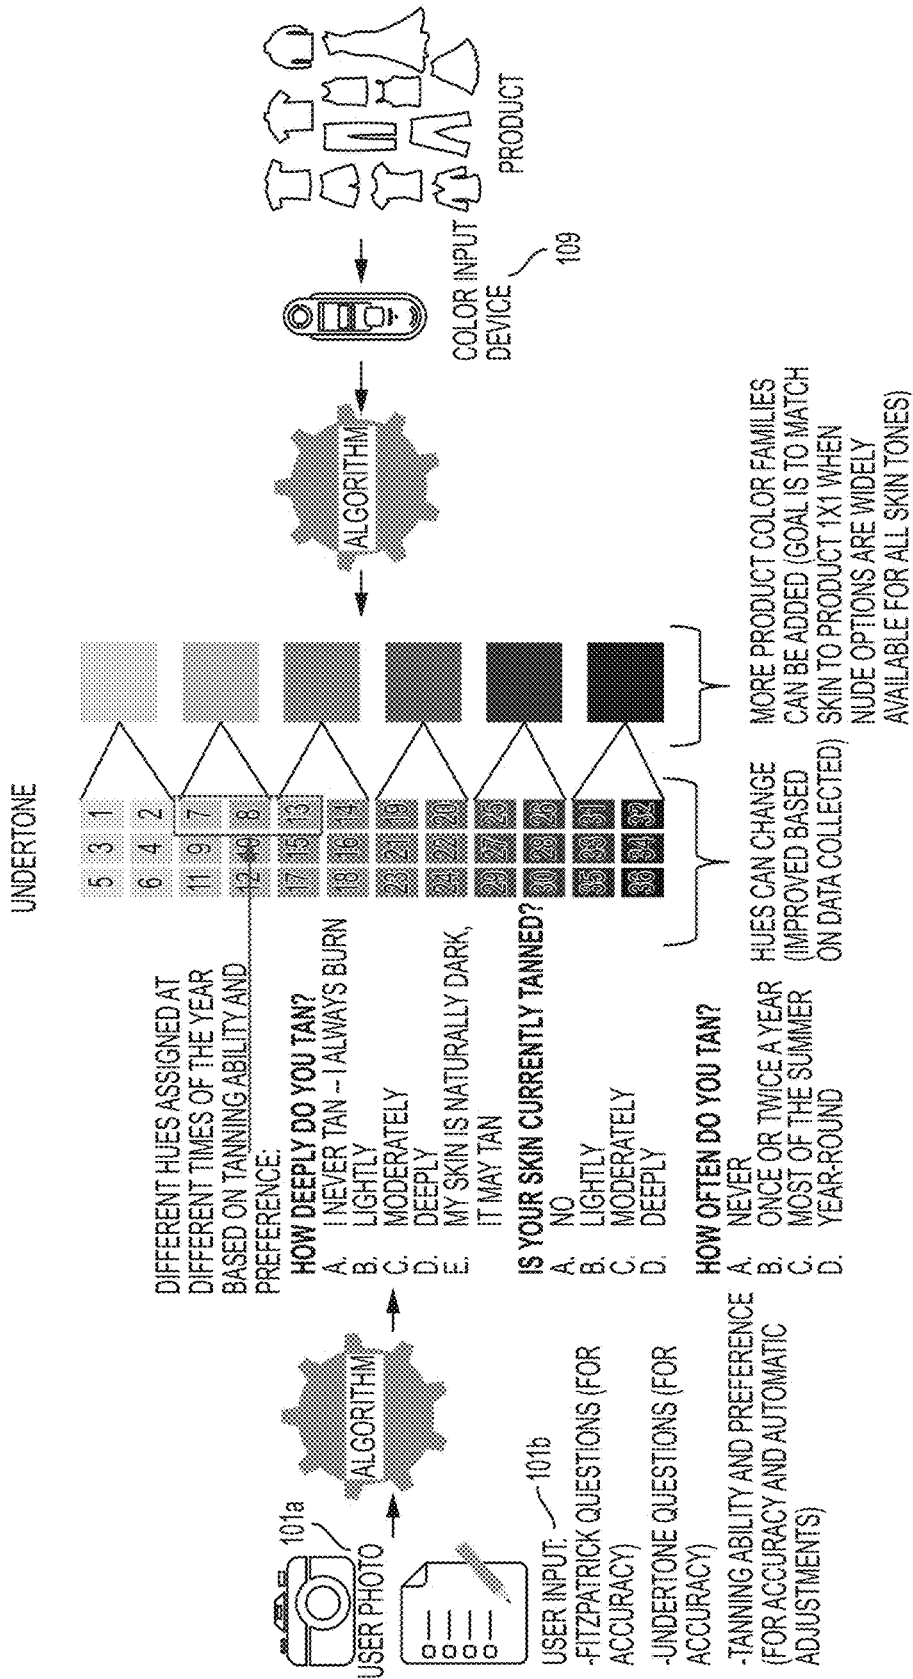 101a
USER PHOTO
101b
USER INPUT:
-FITZPATRICK QUESTIONS (FOR
ACCURACY)
-UNDERTONE QUESTIONS (FOR
ACCURACY)
-TANNING ABILITY AND PREFERENCE
(FOR ACCURACY AND AUTOMATIC
ADJUSTMENTS)
ALGORITHM
DIFFERENT HUES ASSIGNED AT
DIFFERENT TIMES OF THE YEAR
BASED ON TANNING ABILITY AND
PREFERENCE:
HOW DEEPLY DO YOU TAN?
A. I NEVER TAN – I ALWAYS BURN
B. LIGHTLY
C. MODERATELY
D. DEEPLY
E. MY SKIN IS NATURALLY DARK,
IT MAY TAN
IS YOUR SKIN CURRENTLY TANNED?
A. NO
B. LIGHTLY
C. MODERATELY
D. DEEPLY
HOW OFTEN DO YOU TAN?
A. NEVER
B. ONCE OR TWICE A YEAR
C. MOST OF THE SUMMER
D. YEAR-ROUND
UNDERTONE
5 3 1
6 4 2
11 9 7
12 10 8
17 15 13
18 16 14
23 21 19
24 22 20
29 27 25
30 28 26
35 33 31
36 34 32
HUES CAN CHANGE
(IMPROVED BASED
ON DATA COLLECTED)
MORE PRODUCT COLOR FAMILIES
CAN BE ADDED (GOAL IS TO MATCH
SKIN TO PRODUCT 1X1 WHEN
NUDE OPTIONS ARE WIDELY
AVAILABLE FOR ALL SKIN TONES)
ALGORITHM
COLOR INPUT
DEVICE
109
PRODUCT